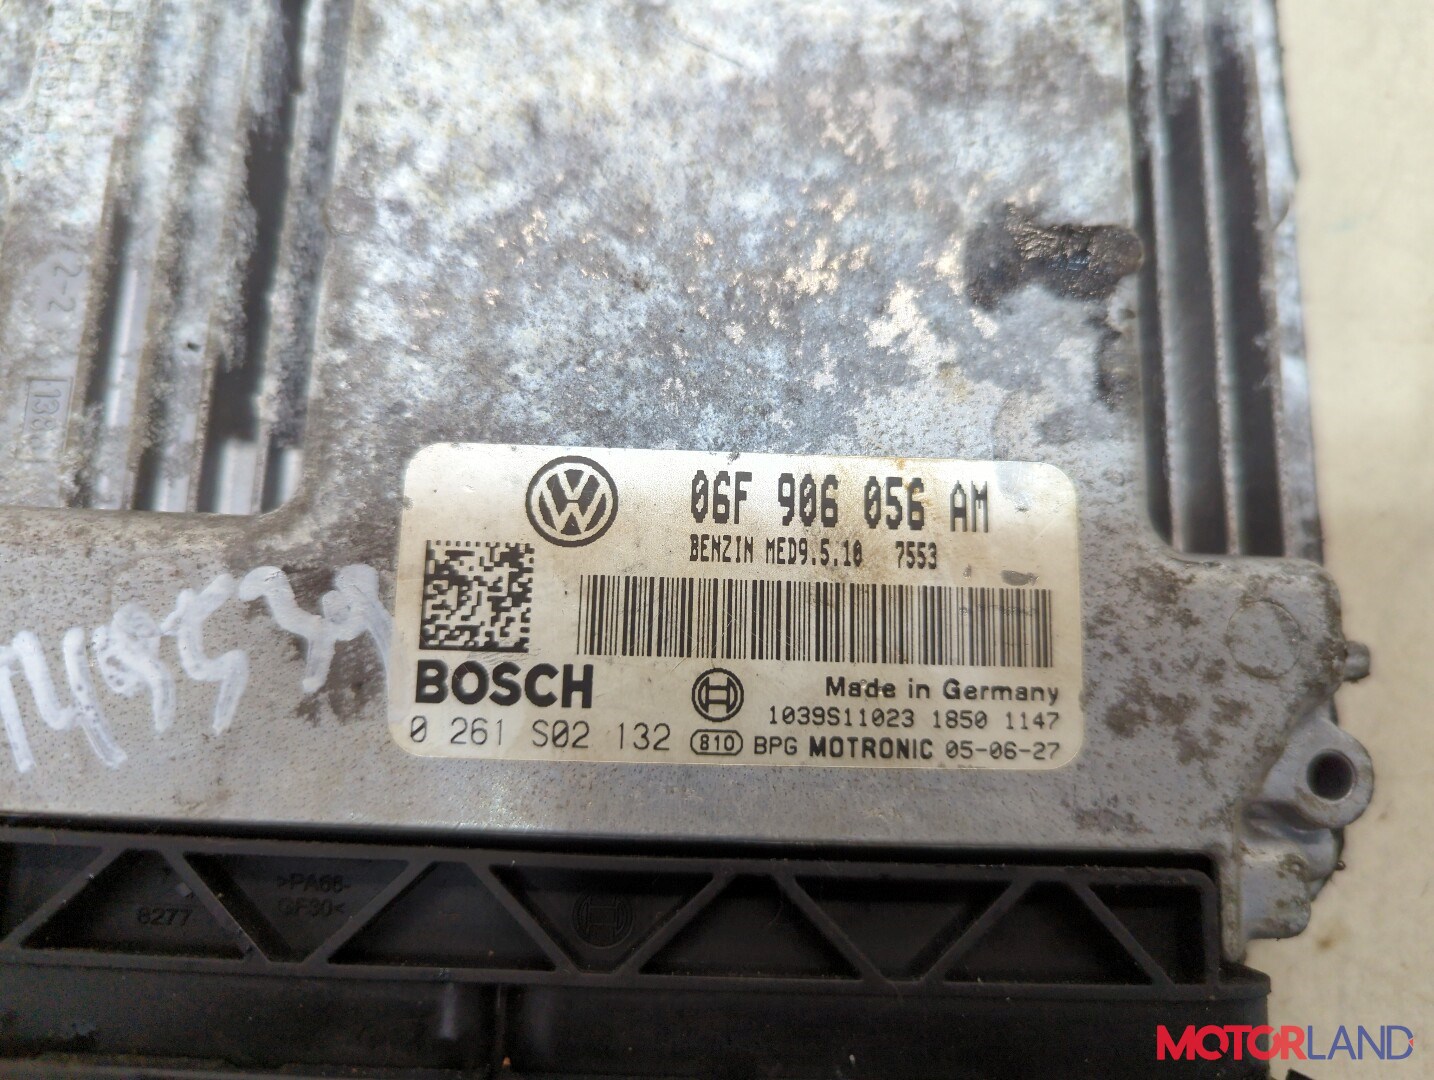 06F 906 056 AM
BENZIN MED9.5.10 7553
BOSCH
Made in Germany
1039S11023 1850 1147
0 261 S02 132 810 BPG MOTRONIC 05-06-27
>PA66-
GF30<
8277
MOTORLAND